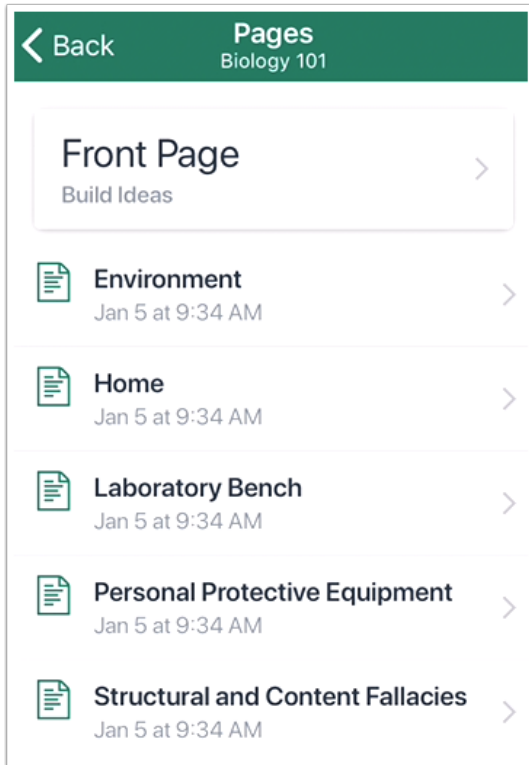 Back
Pages
Biology 101
Front Page
Build Ideas
Environment
Jan 5 at 9:34 AM
Home
Jan 5 at 9:34 AM
Laboratory Bench
Jan 5 at 9:34 AM
Personal Protective Equipment
Jan 5 at 9:34 AM
Structural and Content Fallacies
Jan 5 at 9:34 AM